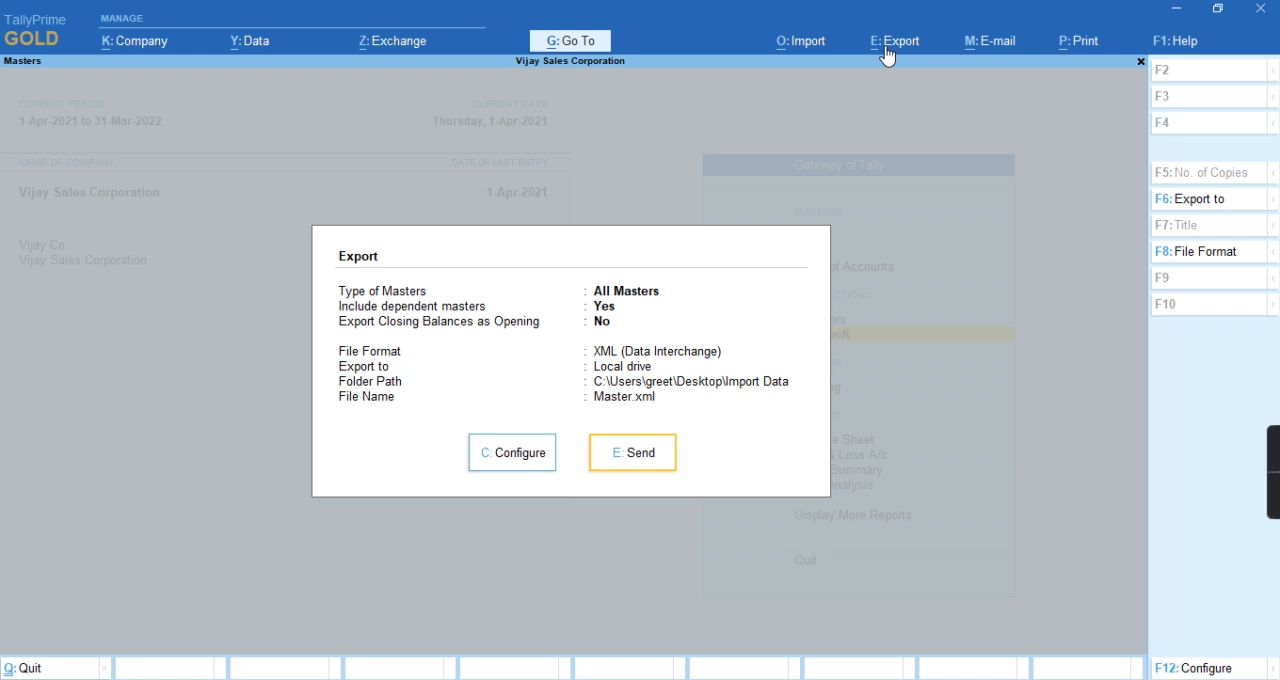 TallyPrime
GOLD
MANAGE
K: Company
Y: Data
Z: Exchange
G: Go To
O: Import
E: Export
M: E-mail
P: Print
F1: Help
Masters
Vijay Sales Corporation
F2
F3
F4
F5: No. of Copies
F6: Export to
F7: Title
F8: File Format
F9
F10
CURRENT PERIOD
CURRENT DATE
1-Apr-2021 to 31-Mar-2022
Thursday, 1-Apr-2021
NAME OF COMPANY
DATE OF LAST ENTRY
Vijay Sales Corporation
1-Apr-2021
Vijay Co
Vijay Sales Corporation
Gateway of Tally
MASTERS
of Accounts
Export
Type of Masters : All Masters
Include dependent masters : Yes
Export Closing Balances as Opening : No
File Format : XML (Data Interchange)
Export to : Local drive
Folder Path : C:\Users\greet\Desktop\Import Data
File Name : Master.xml
C: Configure
E: Send
Sheet
Loss A/c
Summary
Display More Reports
Quit
Q: Quit
F12: Configure